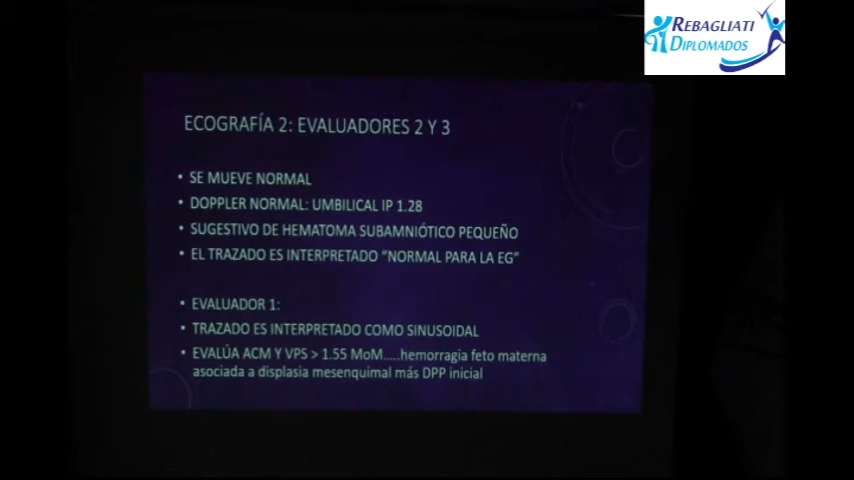 REBAGLIATI
DIPLOMADOS
ECOGRAFÍA 2: EVALUADORES 2 Y 3
• SE MUEVE NORMAL
• DOPPLER NORMAL: UMBILICAL IP 1.28
• SUGESTIVO DE HEMATOMA SUBAMNIÓTICO PEQUEÑO
• EL TRAZADO ES INTERPRETADO “NORMAL PARA LA EG”
• EVALUADOR 1:
• TRAZADO ES INTERPRETADO COMO SINUSOIDAL
• EVALÚA ACM Y VPS > 1.55 MoM.....hemorragia feto materna
asociada a displasia mesenquimal más DPP inicial